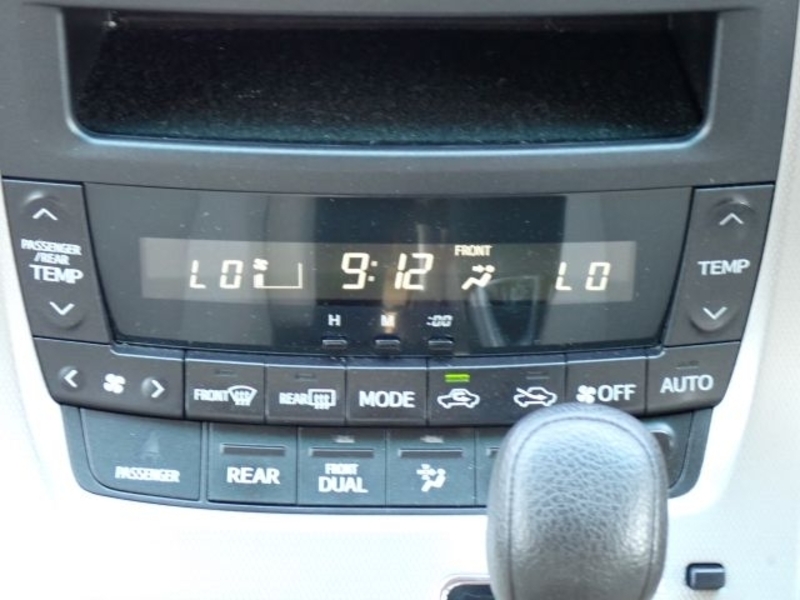 PASSENGER
/REAR
TEMP
LO 9:12 FRONT LO
TEMP
H M :00
FRONT REAR MODE OFF AUTO
PASSENGER REAR FRONT DUAL